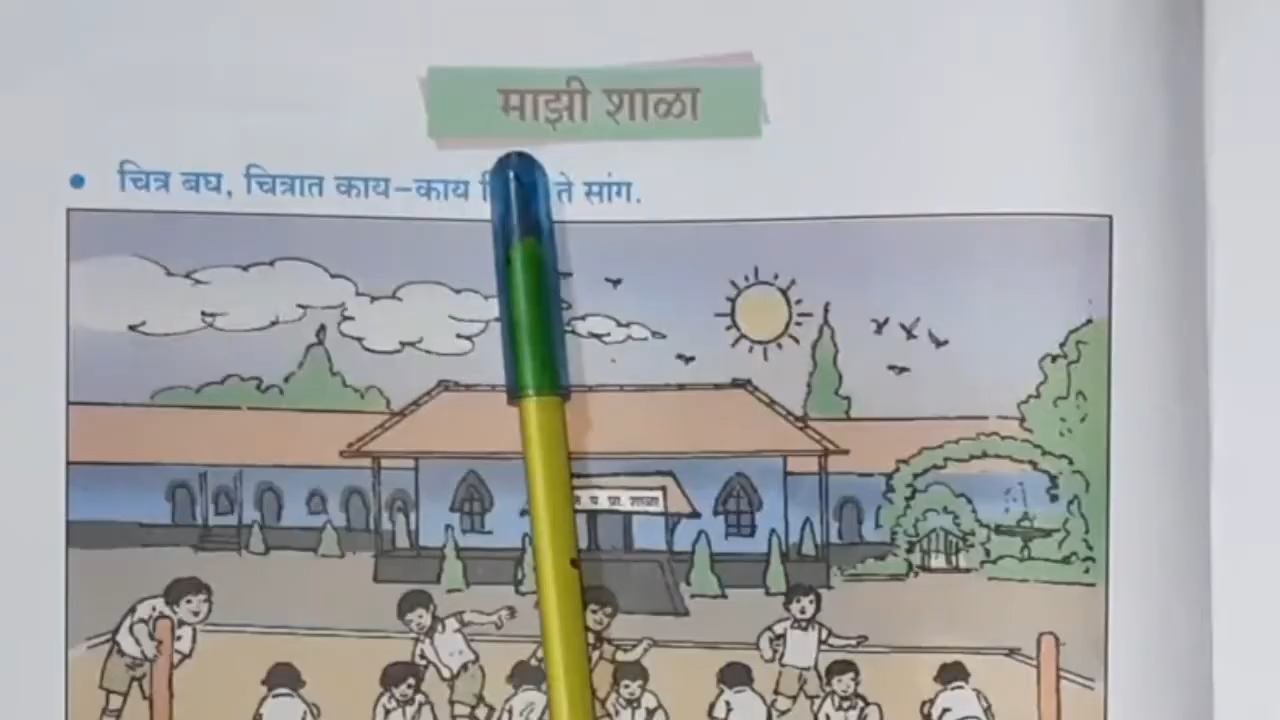 माझी शाळा
• चित्र बघ, चित्रात काय-काय ते सांग.
प प्रा. शाळा